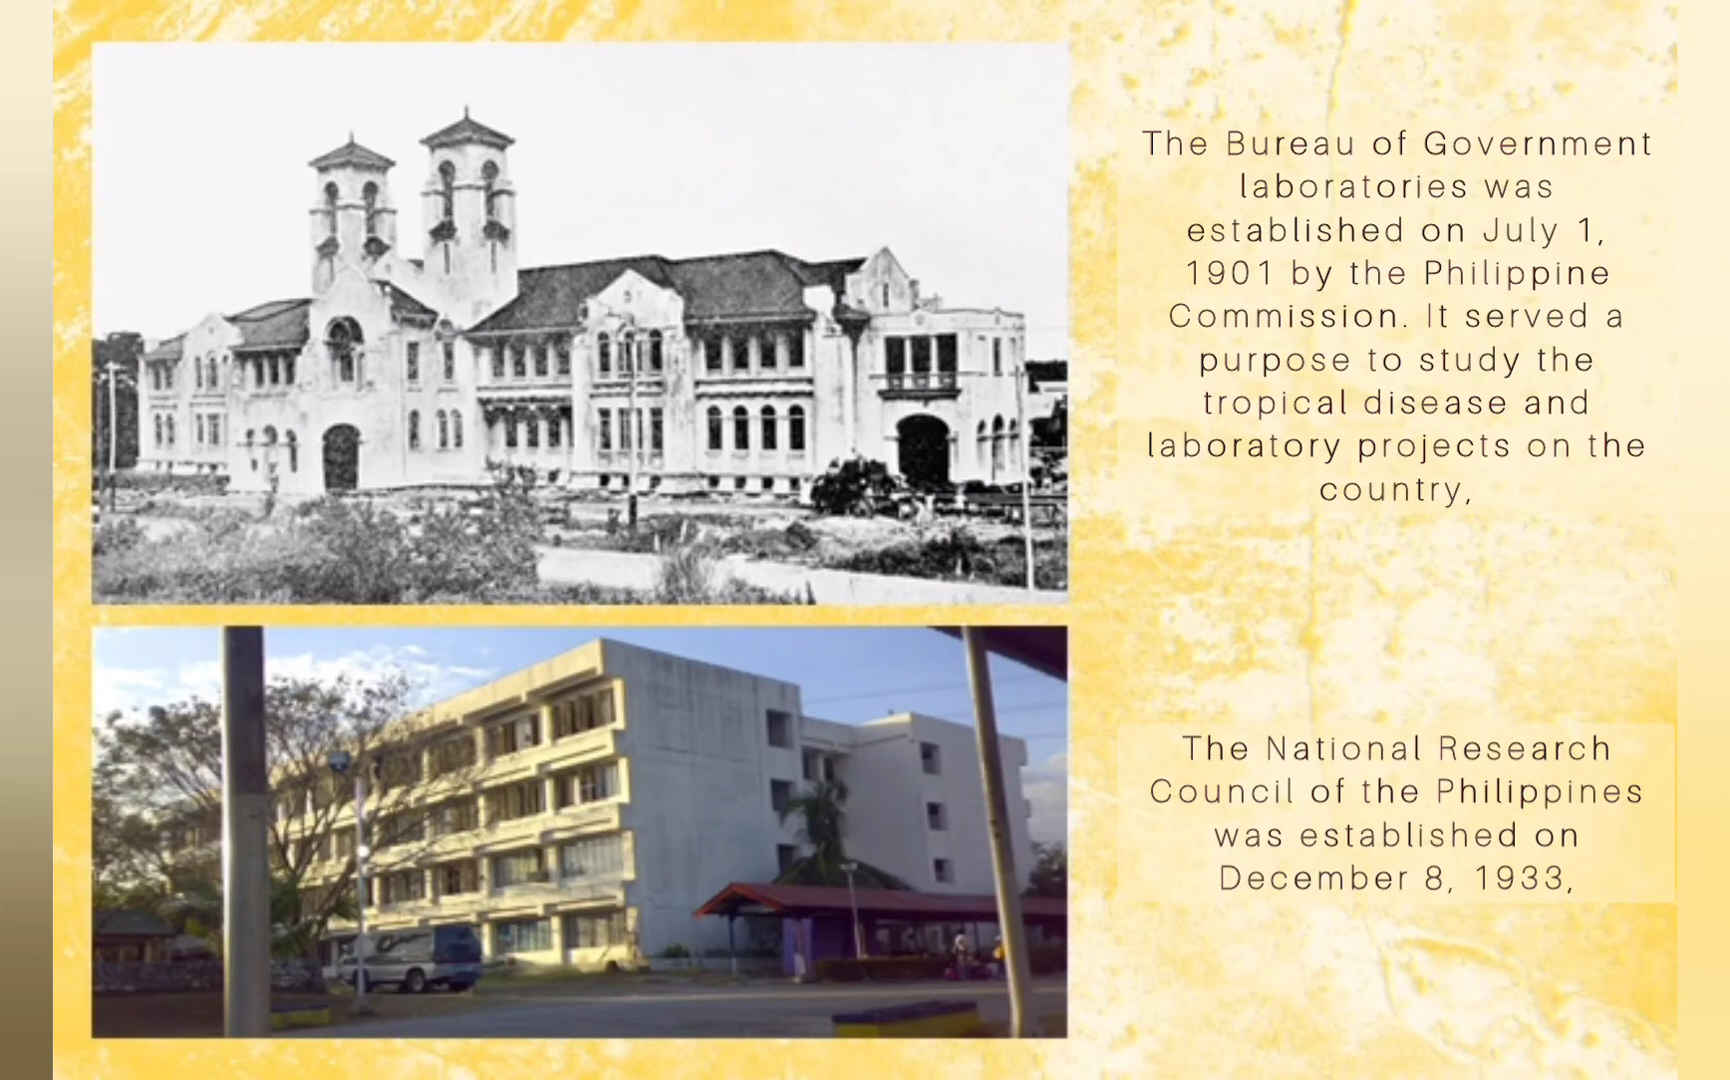 The Bureau of Government
laboratories was
established on July 1,
1901 by the Philippine
Commission. It served a
purpose to study the
tropical disease and
laboratory projects on the
country,
The National Research
Council of the Philippines
was established on
December 8, 1933,